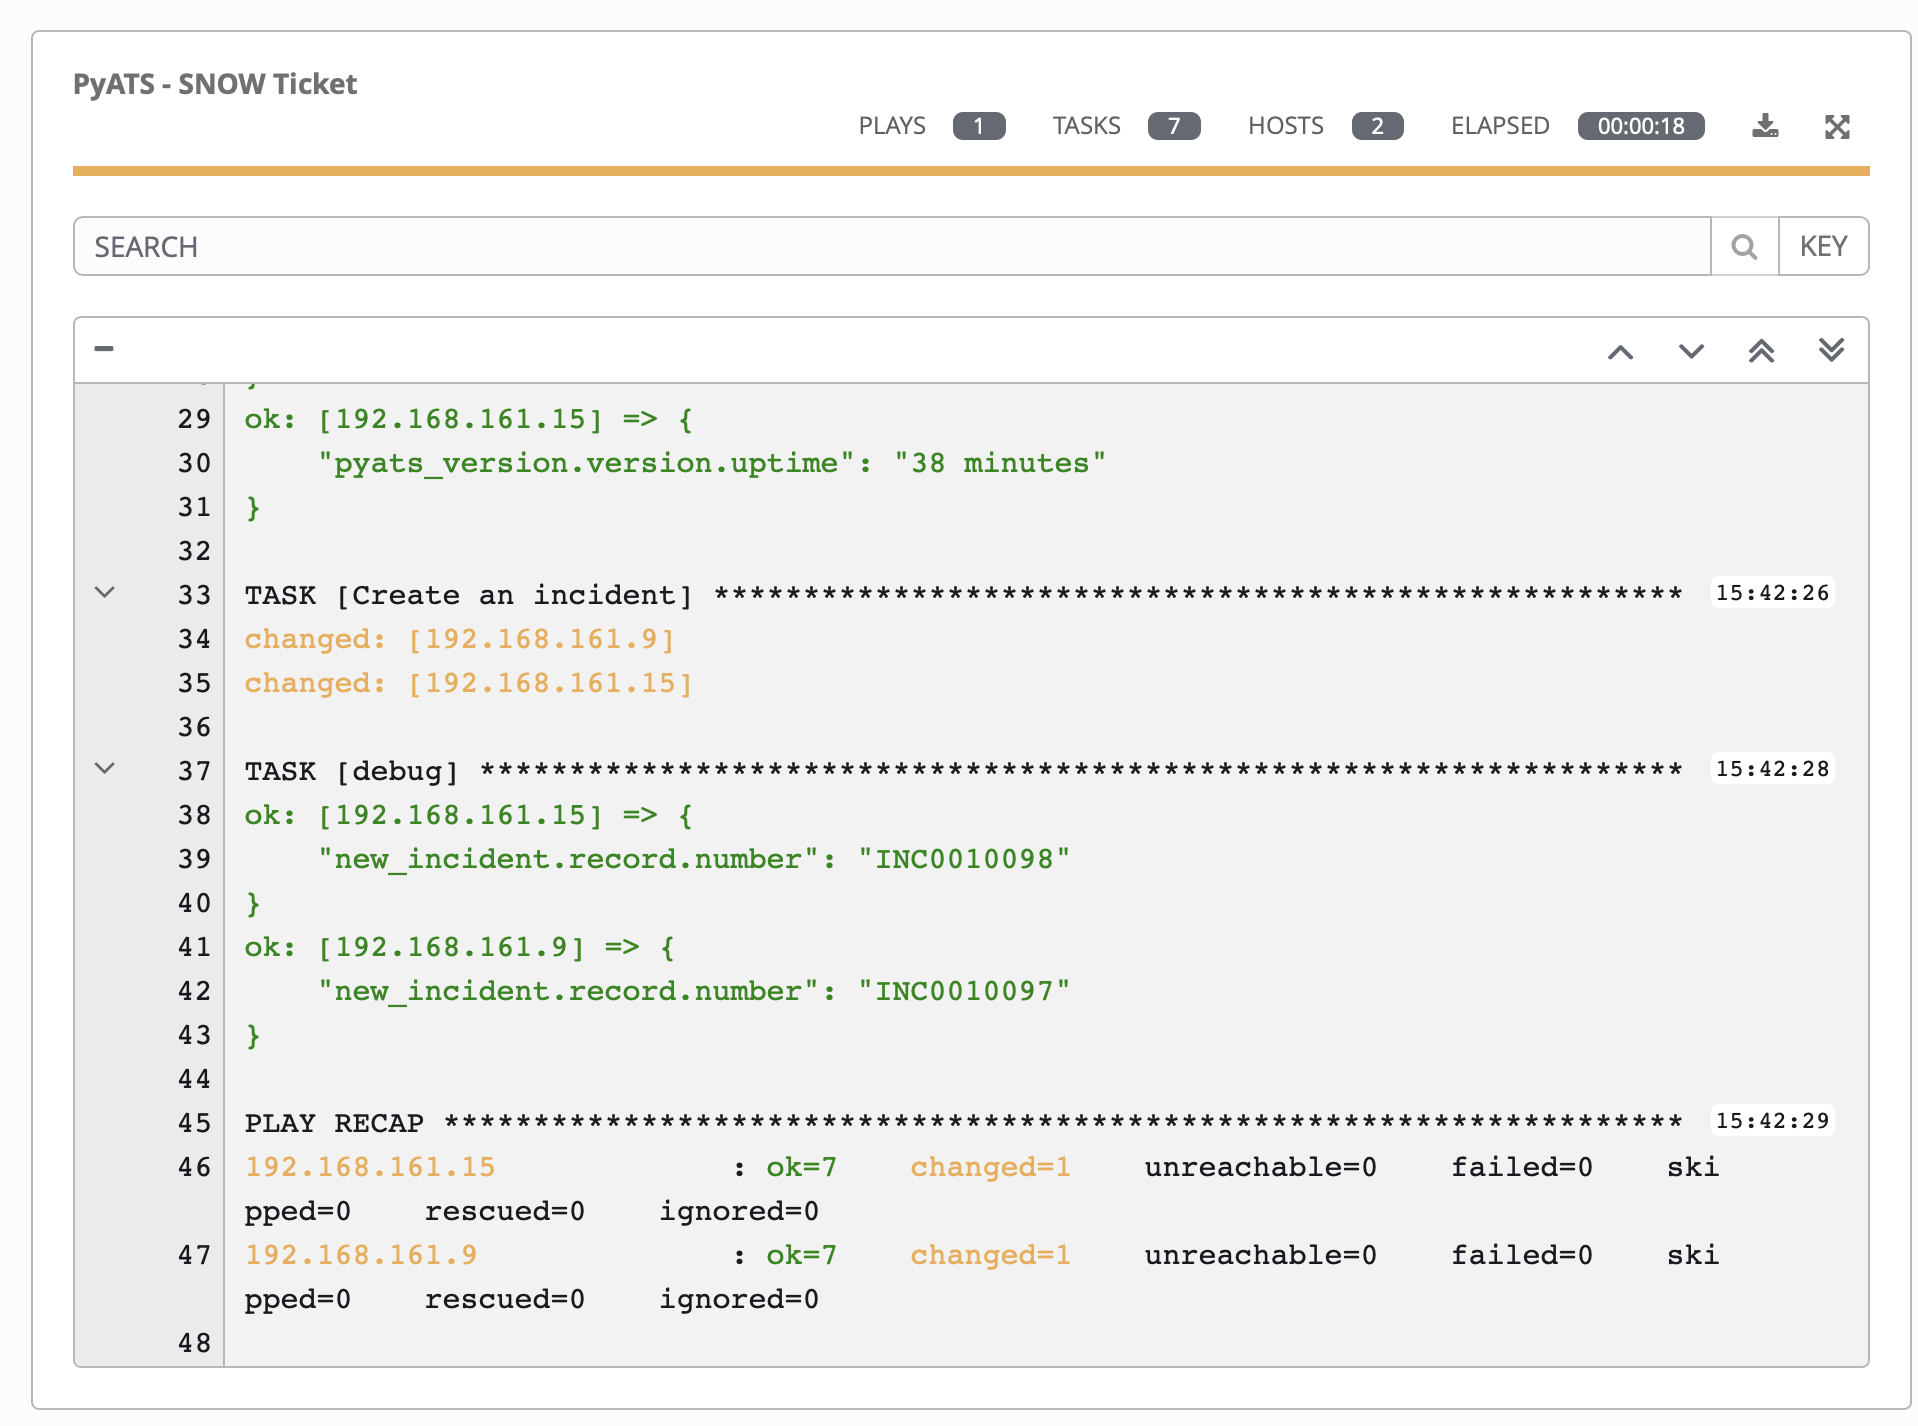 PyATS - SNOW Ticket
PLAYS 1 TASKS 7 HOSTS 2 ELAPSED 00:00:18
SEARCH KEY
29 ok: [192.168.161.15] => {
30     "pyats_version.version.uptime": "38 minutes"
31 }
32
33 TASK [Create an incident] ****************************************************** 15:42:26
34 changed: [192.168.161.9]
35 changed: [192.168.161.15]
36
37 TASK [debug] ******************************************************************* 15:42:28
38 ok: [192.168.161.15] => {
39     "new_incident.record.number": "INC0010098"
40 }
41 ok: [192.168.161.9] => {
42     "new_incident.record.number": "INC0010097"
43 }
44
45 PLAY RECAP ********************************************************************* 15:42:29
46 192.168.161.15             : ok=7    changed=1    unreachable=0    failed=0    ski
pped=0    rescued=0    ignored=0
47 192.168.161.9              : ok=7    changed=1    unreachable=0    failed=0    ski
pped=0    rescued=0    ignored=0
48